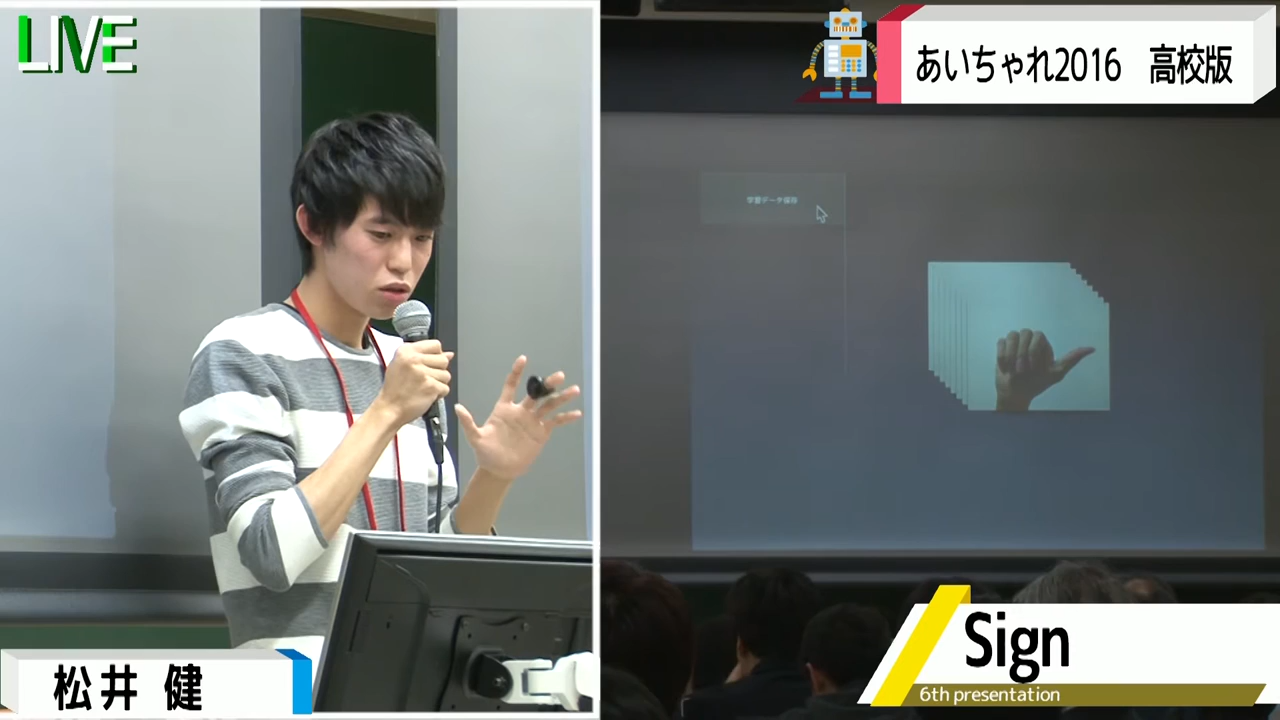 LIVE
あいちゃれ2016　高校版
学習データ保存
松井 健
Sign
6th presentation